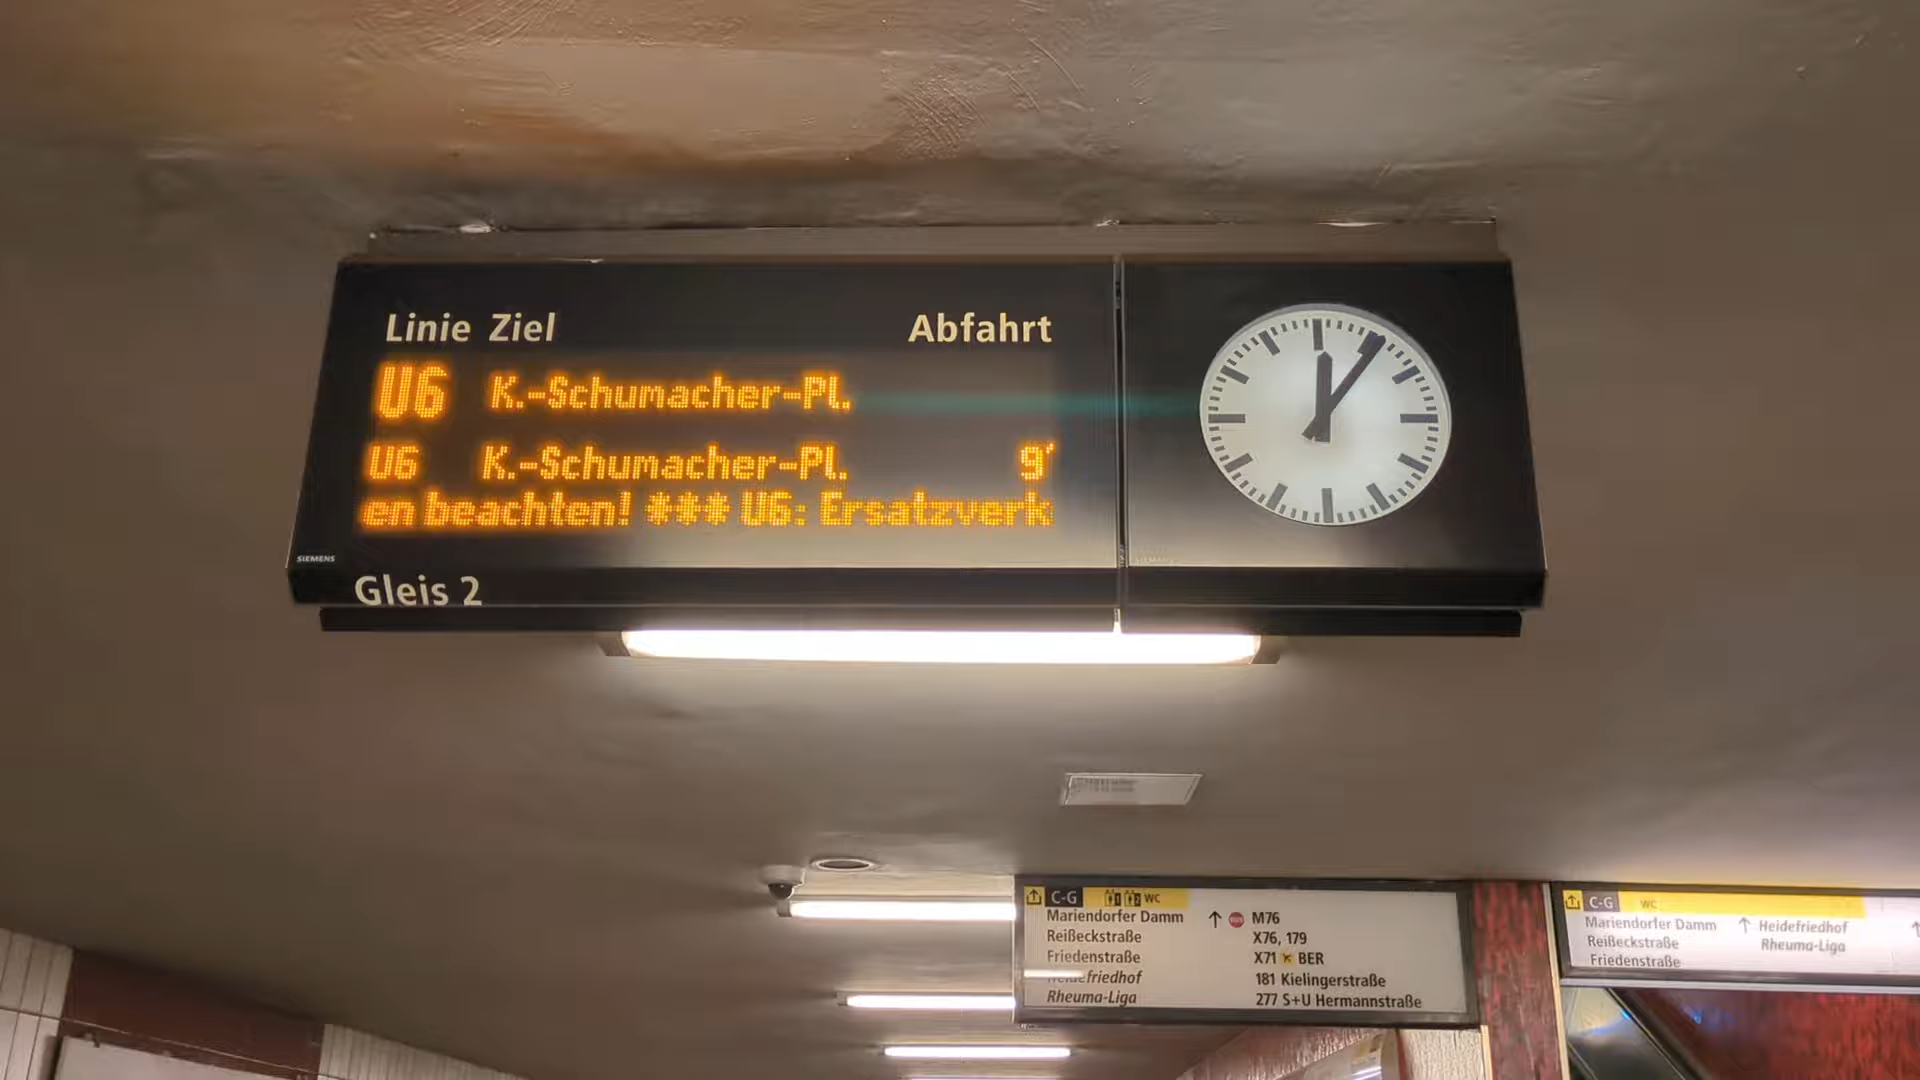 Linie Ziel Abfahrt
U6 K.-Schumacher-Pl.
U6 K.-Schumacher-Pl. 9'
en beachten! *** U6: Ersatzverk
SIEMENS
Gleis 2
C-G WC
Mariendorfer Damm
Reißeckstraße
Friedenstraße
Heidefriedhof
Rheuma-Liga
BUS M76
X76, 179
X71 BER
181 Kielingerstraße
277 S+U Hermannstraße
C-G WC
Mariendorfer Damm
Reißeckstraße
Friedenstraße
Heidefriedhof
Rheuma-Liga